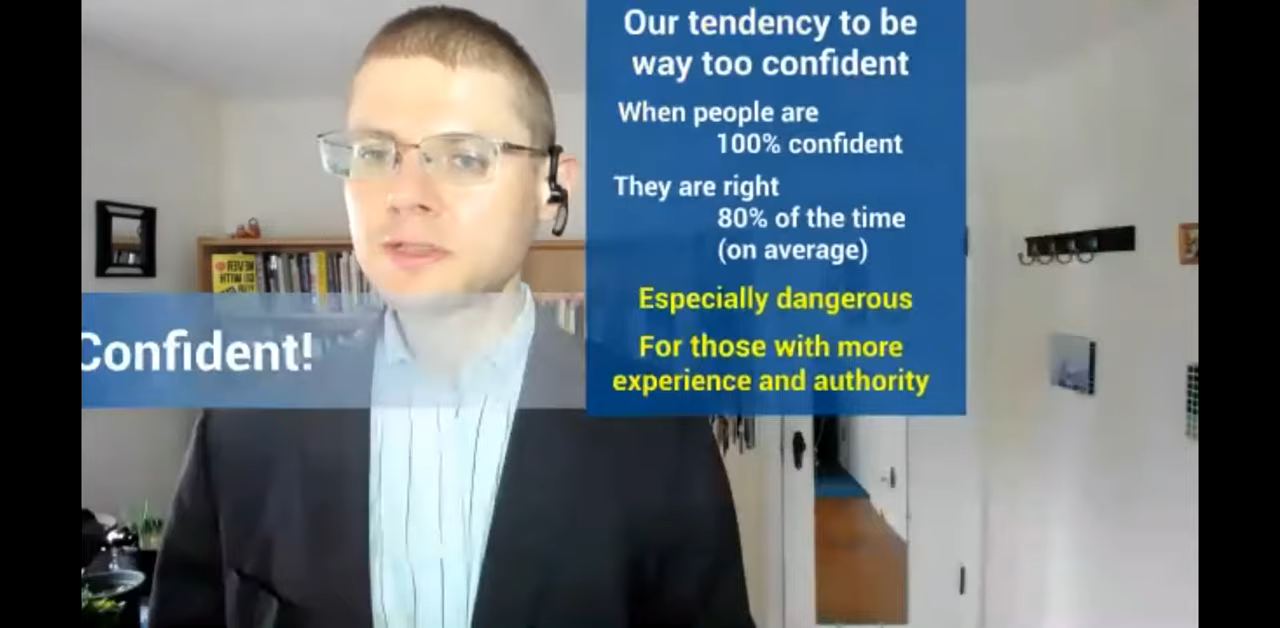 Our tendency to be
way too confident
When people are
100% confident
They are right
80% of the time
(on average)
Especially dangerous
For those with more
experience and authority
Confident!